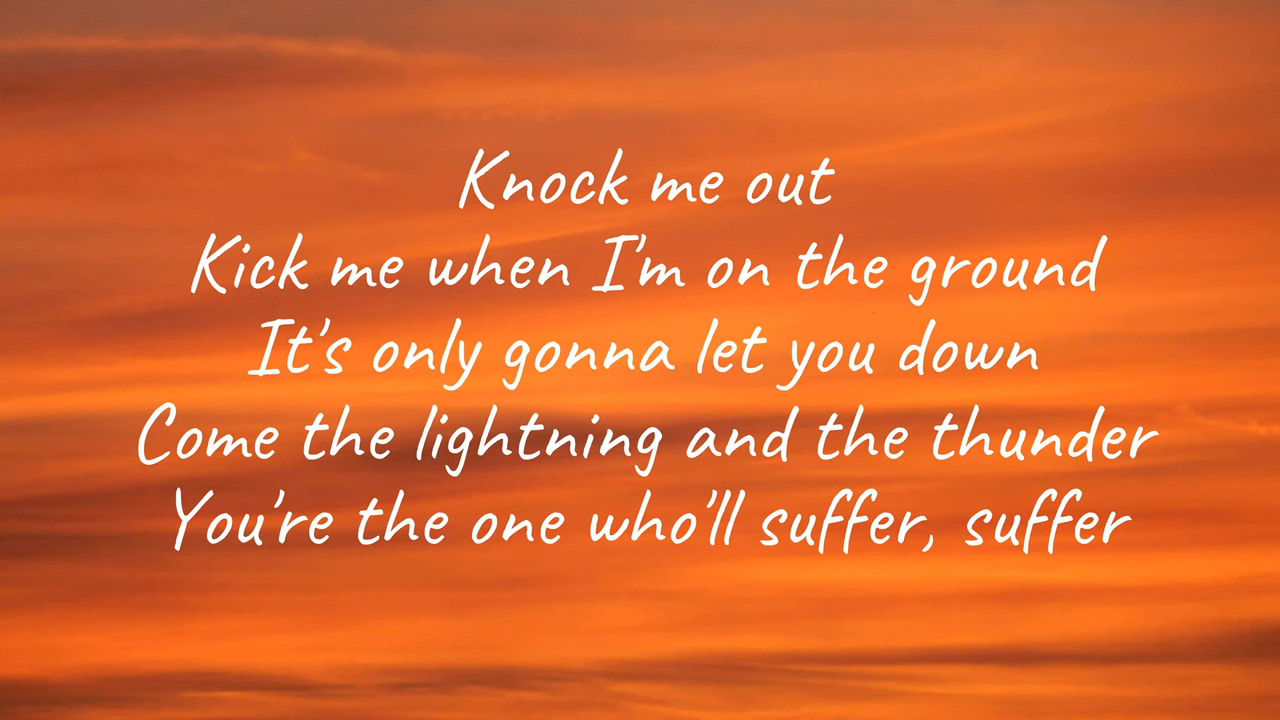 Knock me out
Kick me when I'm on the ground
It's only gonna let you down
Come the lightning and the thunder
You're the one who'll suffer, suffer